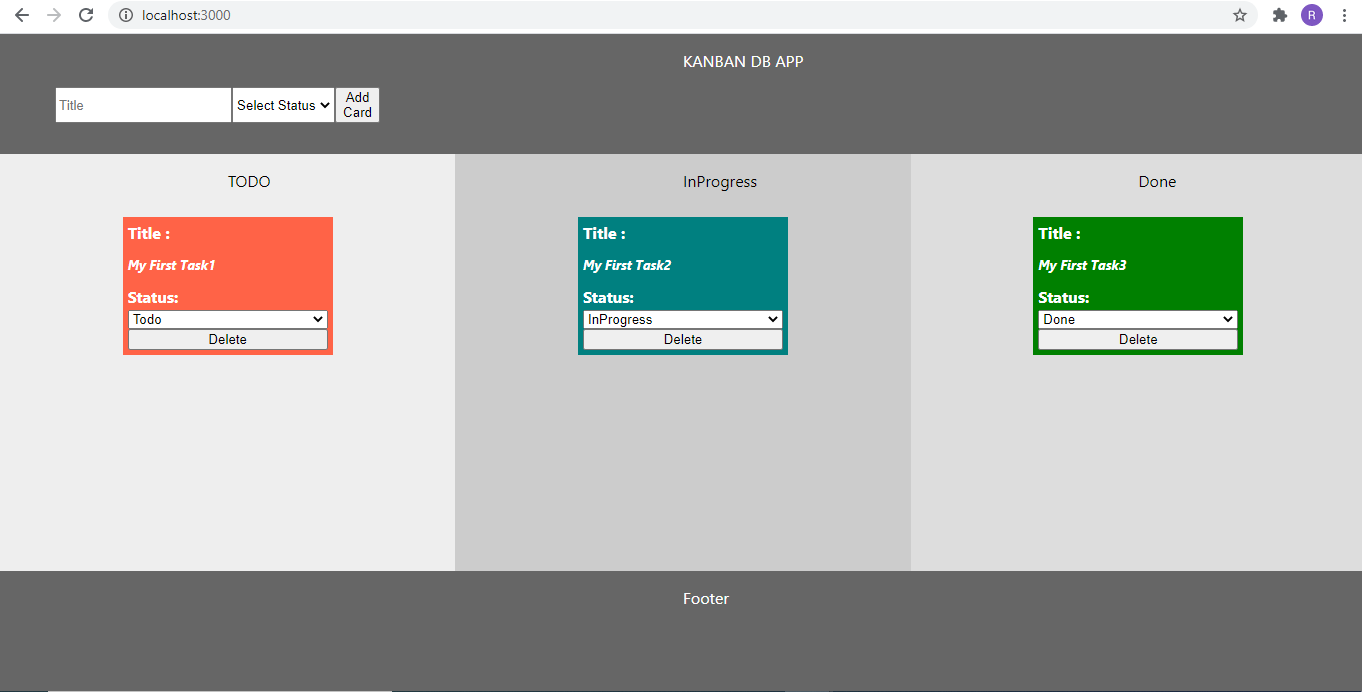 localhost:3000
R
KANBAN DB APP
Title
Select Status
Add
Card
TODO
InProgress
Done
Title :
My First Task1
Status:
Todo
Delete
Title :
My First Task2
Status:
InProgress
Delete
Title :
My First Task3
Status:
Done
Delete
Footer